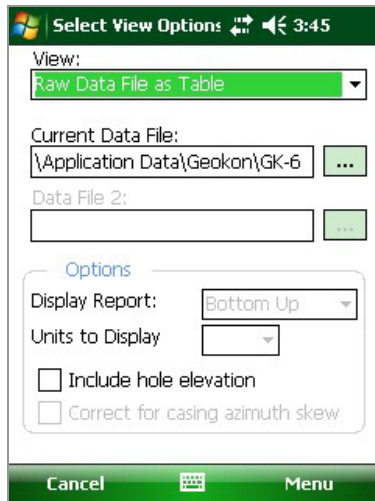 Select View Options 3:45
View:
Raw Data File as Table
Current Data File:
\Application Data\Geokon\GK-6
...
Data File 2:
...
Options
Display Report: Bottom Up
Units to Display
Include hole elevation
Correct for casing azimuth skew
Cancel Menu